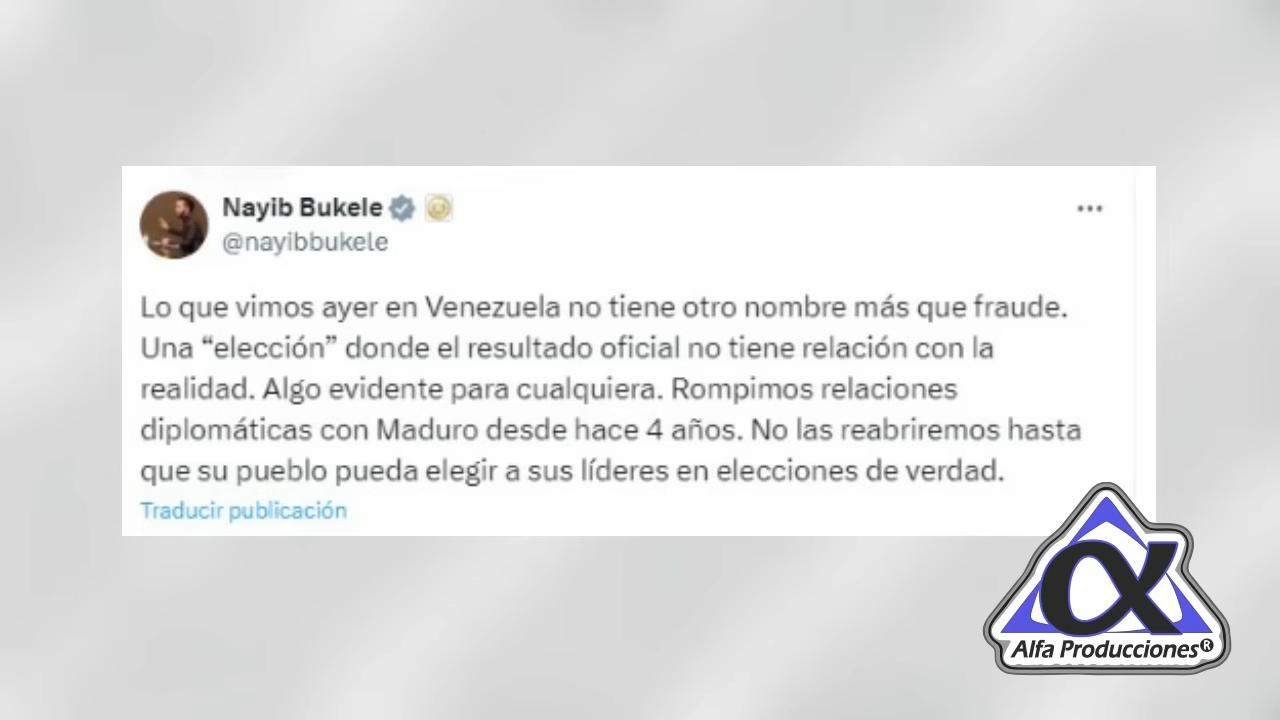 Nayib Bukele
@nayibbukele
Lo que vimos ayer en Venezuela no tiene otro nombre más que fraude.
Una “elección” donde el resultado oficial no tiene relación con la
realidad. Algo evidente para cualquiera. Rompimos relaciones
diplomáticas con Maduro desde hace 4 años. No las reabriremos hasta
que su pueblo pueda elegir a sus líderes en elecciones de verdad.
Traducir publicación
α
Alfa Producciones®